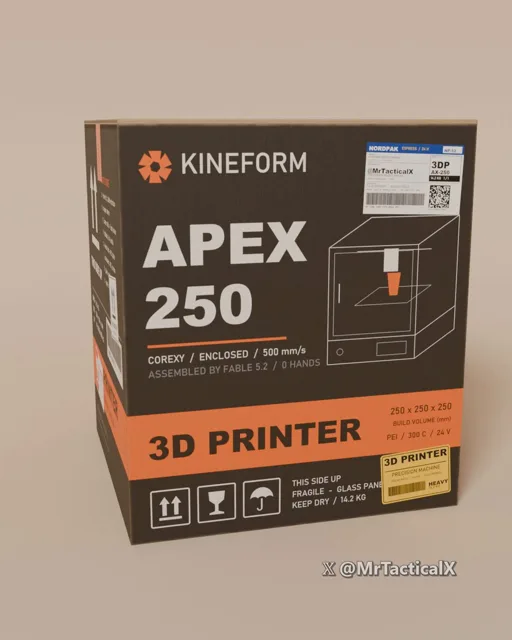 KINEFORM
APEX
250
COREXY / ENCLOSED / 500 mm/s
ASSEMBLED BY FABLE 5.2 / 0 HANDS
NORDPAK
@MrTacticalX
3DP
AX-250
250 x 250 x 250
BUILD VOLUME (mm)
PEI / 300 C / 24 V
3D PRINTER
3D PRINTER
PRECISION MACHINE
HEAVY
THIS SIDE UP
FRAGILE - GLASS PANE
KEEP DRY / 14.2 KG
X @MrTacticalX